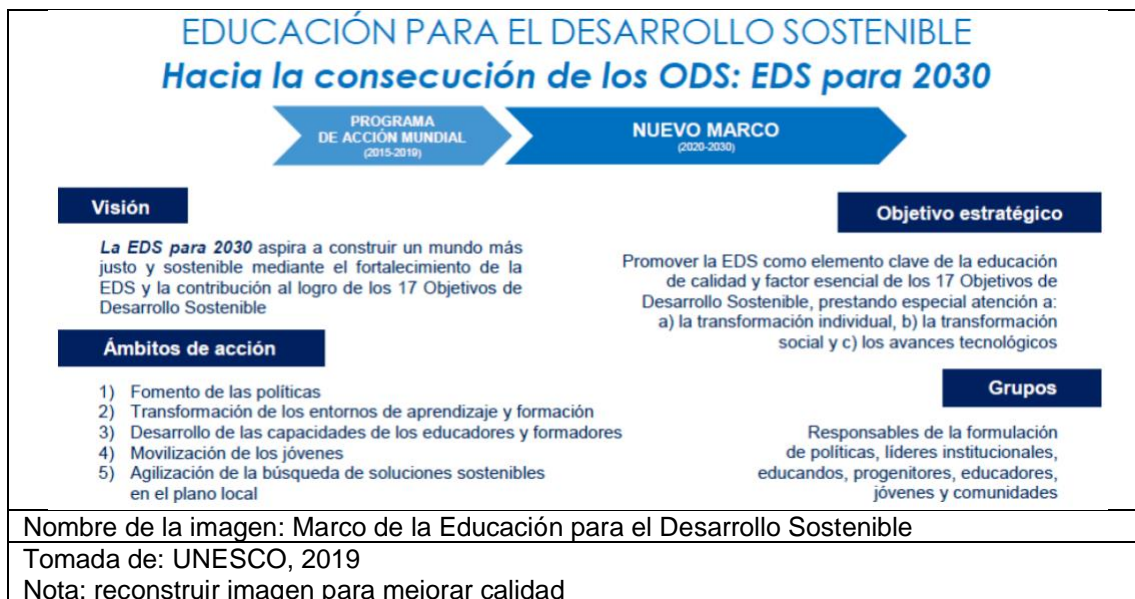 EDUCACIÓN PARA EL DESARROLLO SOSTENIBLE
Hacia la consecución de los ODS: EDS para 2030
PROGRAMA
DE ACCIÓN MUNDIAL
(2015-2019)
NUEVO MARCO
(2020-2030)
Visión
La EDS para 2030 aspira a construir un mundo más
justo y sostenible mediante el fortalecimiento de la
EDS y la contribución al logro de los 17 Objetivos de
Desarrollo Sostenible
Objetivo estratégico
Promover la EDS como elemento clave de la educación
de calidad y factor esencial de los 17 Objetivos de
Desarrollo Sostenible, prestando especial atención a:
a) la transformación individual, b) la transformación
social y c) los avances tecnológicos
Ámbitos de acción
1) Fomento de las políticas
2) Transformación de los entornos de aprendizaje y formación
3) Desarrollo de las capacidades de los educadores y formadores
4) Movilización de los jóvenes
5) Agilización de la búsqueda de soluciones sostenibles
en el plano local
Grupos
Responsables de la formulación
de políticas, líderes institucionales,
educandos, progenitores, educadores,
jóvenes y comunidades
Nombre de la imagen: Marco de la Educación para el Desarrollo Sostenible
Tomada de: UNESCO, 2019
Nota: reconstruir imagen para mejorar calidad